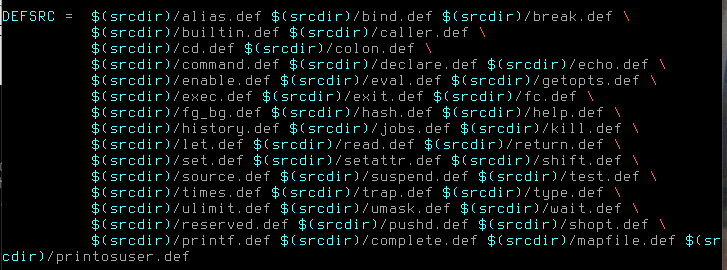 DEFSRC =  $(srcdir)/alias.def $(srcdir)/bind.def $(srcdir)/break.def \
$(srcdir)/builtin.def $(srcdir)/caller.def \
$(srcdir)/cd.def $(srcdir)/colon.def \
$(srcdir)/command.def $(srcdir)/declare.def $(srcdir)/echo.def \
$(srcdir)/enable.def $(srcdir)/eval.def $(srcdir)/getopts.def \
$(srcdir)/exec.def $(srcdir)/exit.def $(srcdir)/fc.def \
$(srcdir)/fg_bg.def $(srcdir)/hash.def $(srcdir)/help.def \
$(srcdir)/history.def $(srcdir)/jobs.def $(srcdir)/kill.def \
$(srcdir)/let.def $(srcdir)/read.def $(srcdir)/return.def \
$(srcdir)/set.def $(srcdir)/setattr.def $(srcdir)/shift.def \
$(srcdir)/source.def $(srcdir)/suspend.def $(srcdir)/test.def \
$(srcdir)/times.def $(srcdir)/trap.def $(srcdir)/type.def \
$(srcdir)/ulimit.def $(srcdir)/umask.def $(srcdir)/wait.def \
$(srcdir)/reserved.def $(srcdir)/pushd.def $(srcdir)/shopt.def \
$(srcdir)/printf.def $(srcdir)/complete.def $(srcdir)/mapfile.def $(sr
cdir)/printosuser.def